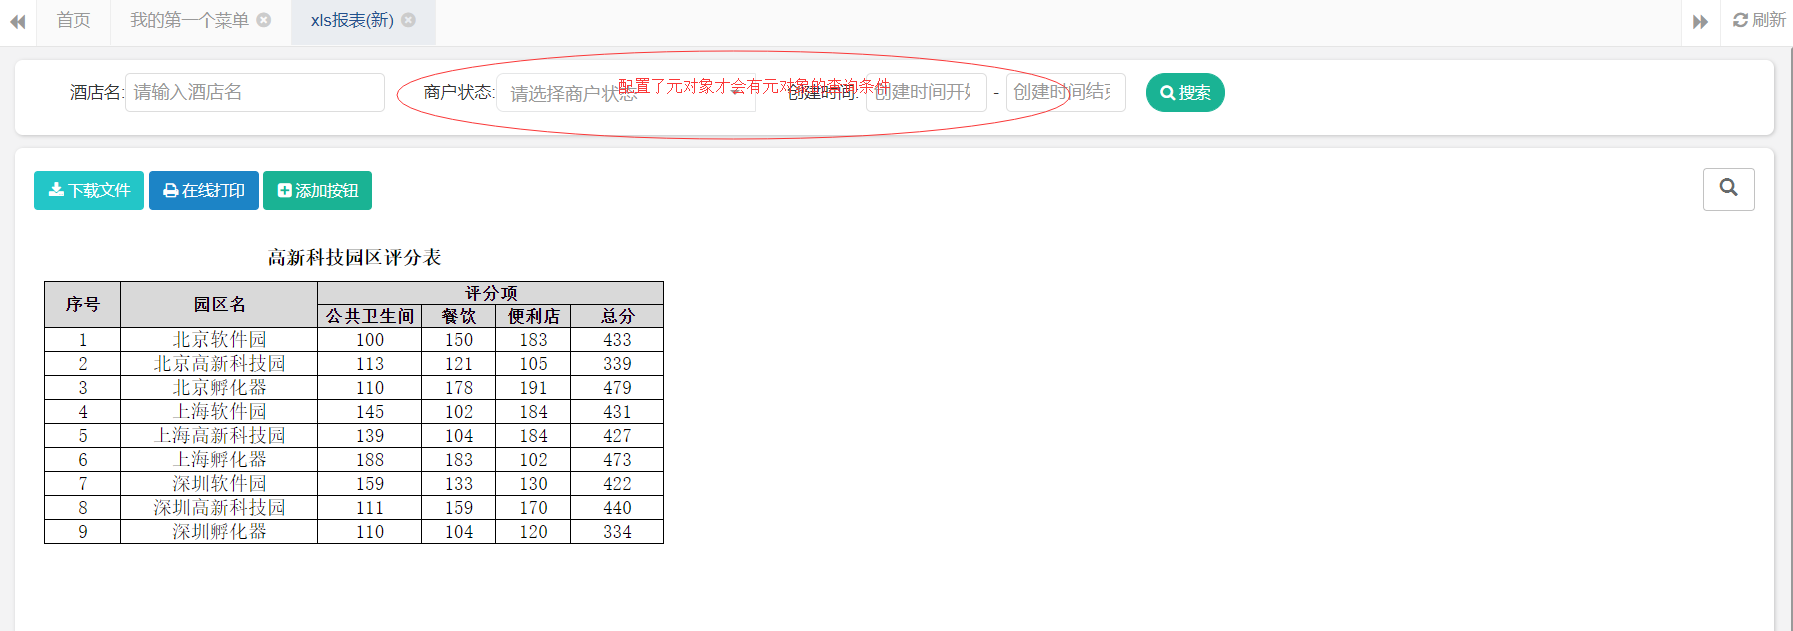 首页 我的第一个菜单 xls报表(新) 刷新
酒店名: 请输入酒店名 商户状态: 请选择商户状态 创建时间: 创建时间开始 - 创建时间结束 搜索
配置了元对象才会有元对象的查询条件
下载文件 在线打印 添加按钮
高新科技园区评分表
序号 园区名 评分项
公共卫生间 餐饮 便利店 总分
1 北京软件园 100 150 183 433
2 北京高新科技园 113 121 105 339
3 北京孵化器 110 178 191 479
4 上海软件园 145 102 184 431
5 上海高新科技园 139 104 184 427
6 上海孵化器 188 183 102 473
7 深圳软件园 159 133 130 422
8 深圳高新科技园 111 159 170 440
9 深圳孵化器 110 104 120 334